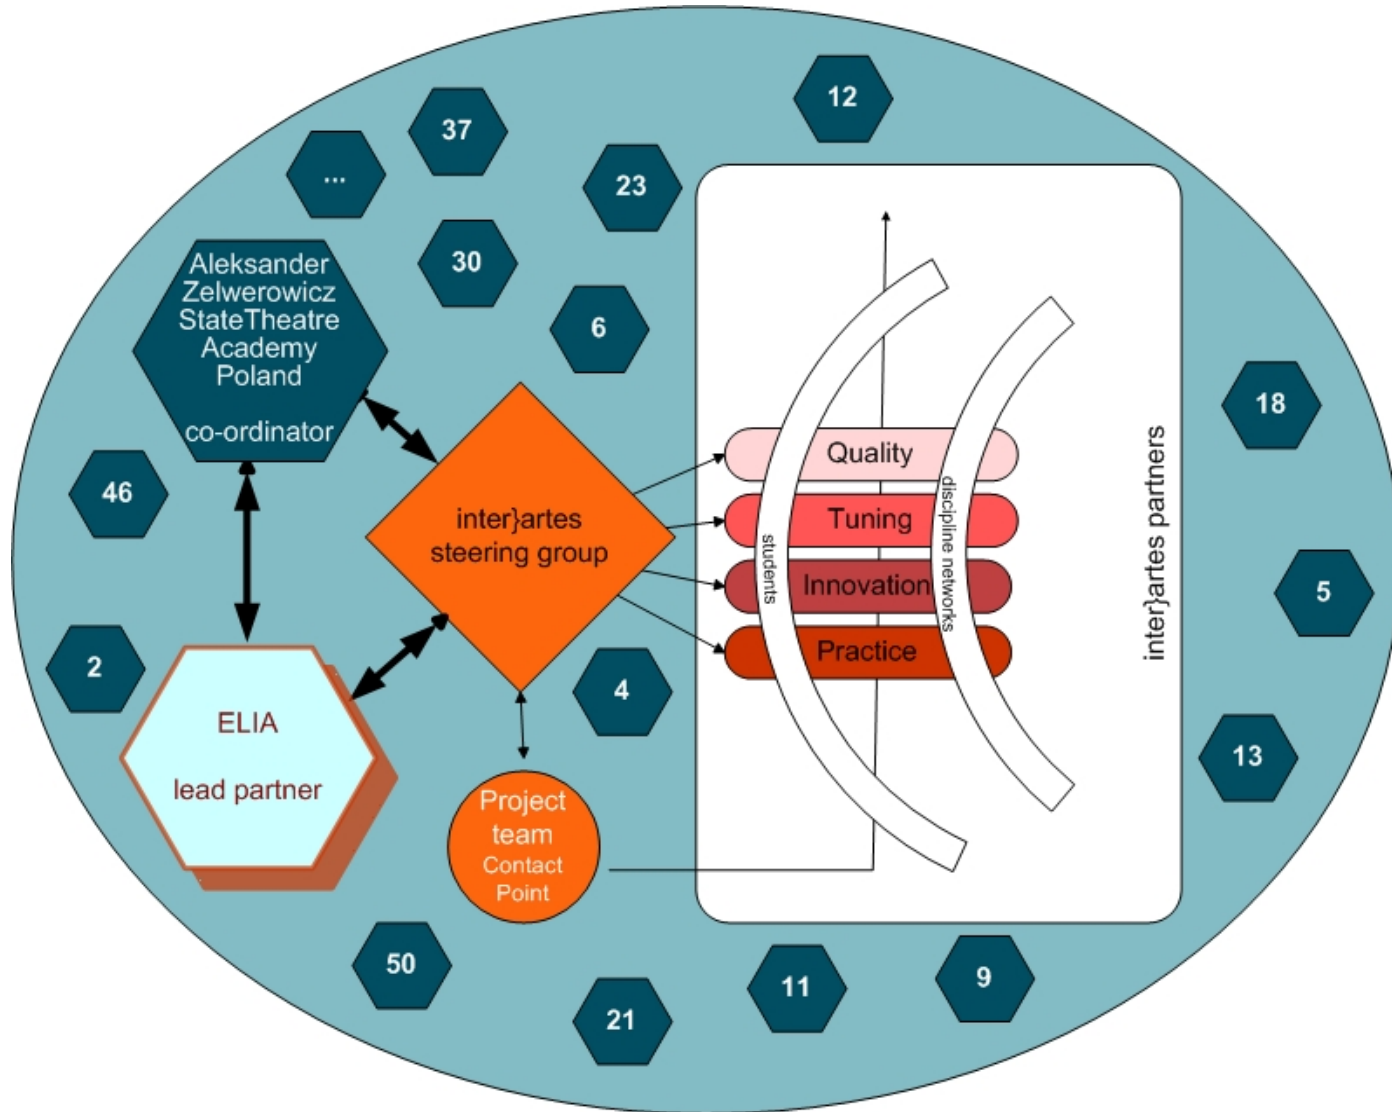 12
37
...
23
30
6
Aleksander
Zelwerowicz
StateTheatre
Academy
Poland
co-ordinator
18
46
inter}artes
steering group
Quality
Tuning
Innovation
Practice
students
discipline networks
inter}artes partners
5
2
4
ELIA
lead partner
13
Project
team
Contact
Point
50
21
11
9